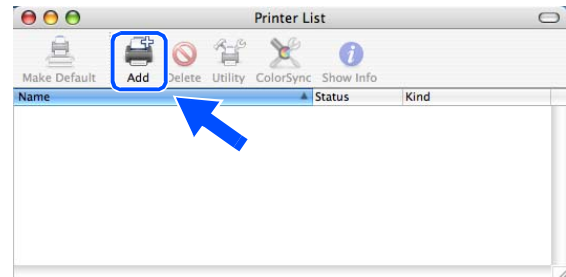 Printer List
Make Default Add Delete Utility ColorSync Show Info
Name Status Kind